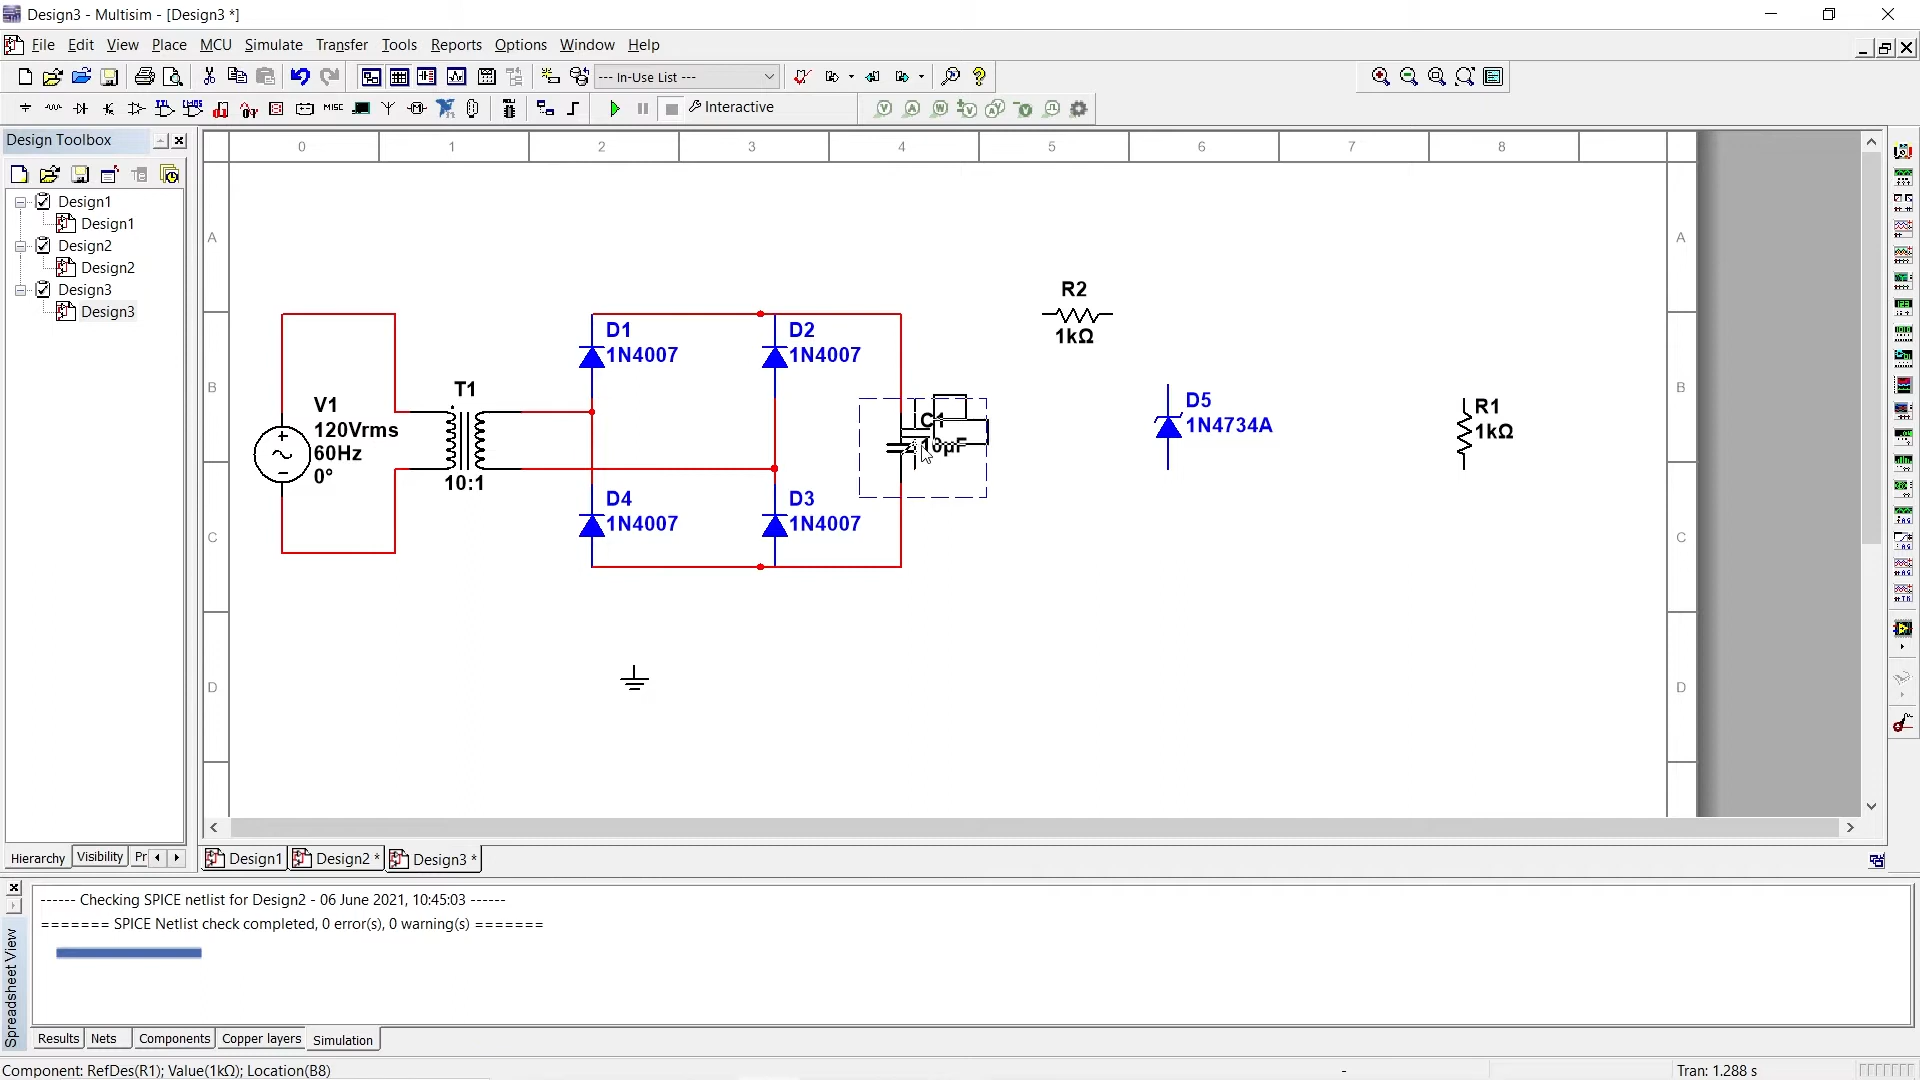 Design3 - Multisim - [Design3 *]
File Edit View Place MCU Simulate Transfer Tools Reports Options Window Help
--- In-Use List ---
MISC
Interactive
Design Toolbox
Design1
Design1
Design2
Design2
Design3
Design3
Hierarchy Visibility Pr
0 1 2 3 4 5 6 7 8
A A
B B
C C
D D
V1
120Vrms
60Hz
0°
T1
10:1
D1
1N4007
D2
1N4007
D4
1N4007
D3
1N4007
C1
10µF
R2
1kΩ
D5
1N4734A
R1
1kΩ
Design1 Design2 * Design3 *
------ Checking SPICE netlist for Design2 - 06 June 2021, 10:45:03 ------
======= SPICE Netlist check completed, 0 error(s), 0 warning(s) =======
Spreadsheet View
Results Nets Components Copper layers Simulation
Component: RefDes(R1); Value(1kΩ); Location(B8) - Tran: 1.288 s